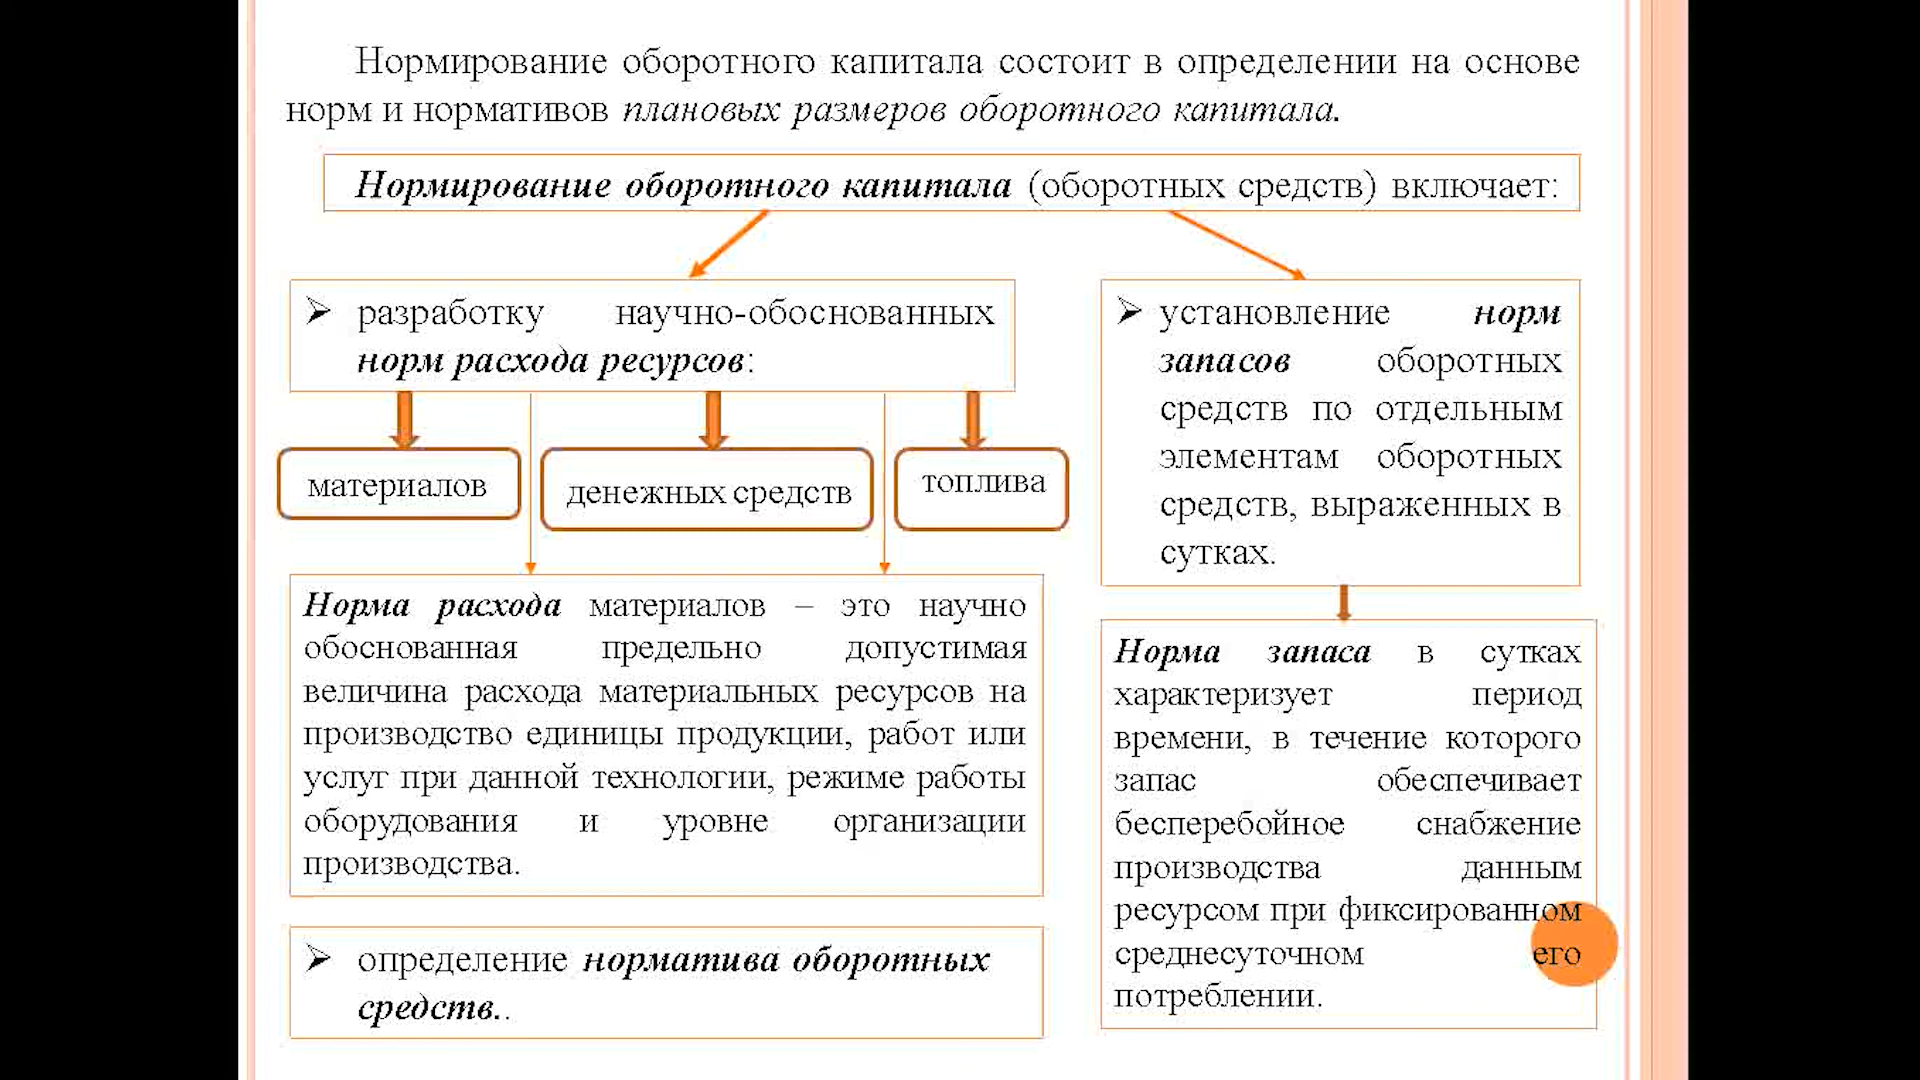 Нормирование оборотного капитала состоит в определении на основе
норм и нормативов плановых размеров оборотного капитала.
Нормирование оборотного капитала (оборотных средств) включает:
разработку научно-обоснованных
норм расхода ресурсов:
материалов
денежных средств
топлива
Норма расхода материалов – это научно
обоснованная предельно допустимая
величина расхода материальных ресурсов на
производство единицы продукции, работ или
услуг при данной технологии, режиме работы
оборудования и уровне организации
производства.
определение норматива оборотных
средств..
установление норм
запасов оборотных
средств по отдельным
элементам оборотных
средств, выраженных в
сутках.
Норма запаса в сутках
характеризует период
времени, в течение которого
запас обеспечивает
бесперебойное снабжение
производства данным
ресурсом при фиксированном
среднесуточном его
потреблении.